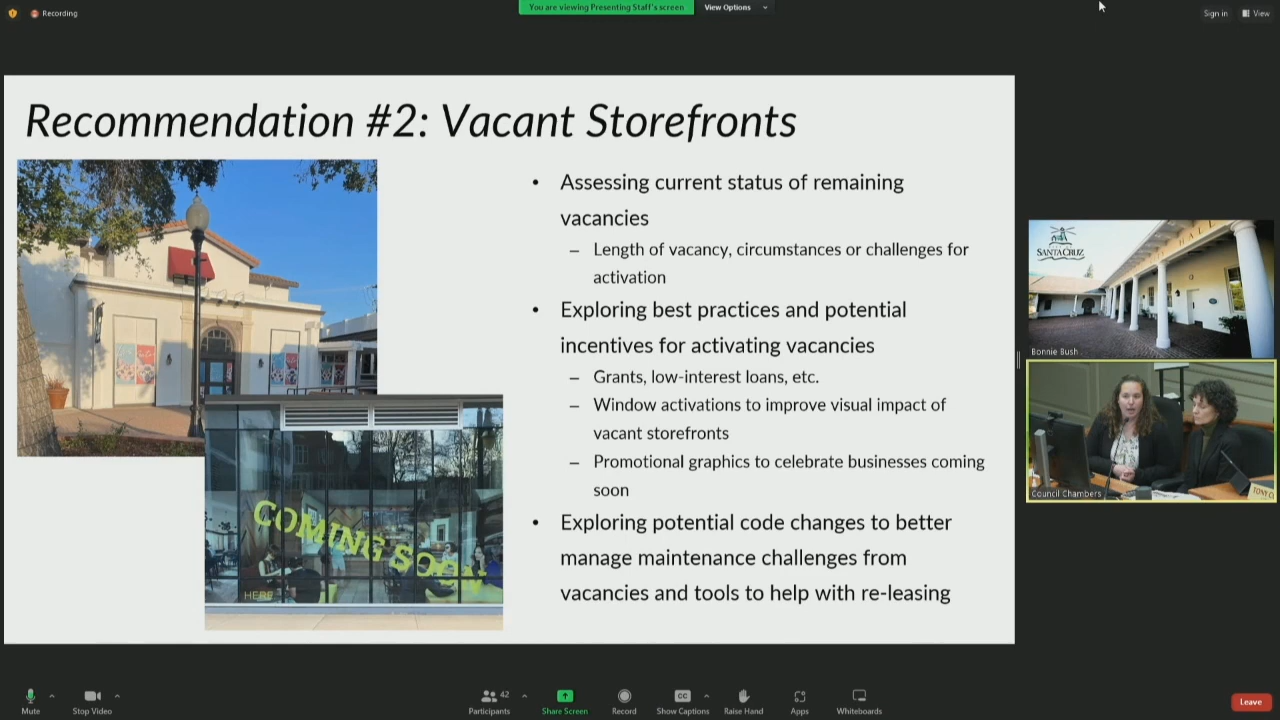 Recording
You are viewing Presenting Staff's screen
View Options
Sign in
View
Recommendation #2: Vacant Storefronts
• Assessing current status of remaining
vacancies
– Length of vacancy, circumstances or challenges for
activation
• Exploring best practices and potential
incentives for activating vacancies
– Grants, low-interest loans, etc.
– Window activations to improve visual impact of
vacant storefronts
– Promotional graphics to celebrate businesses coming
soon
• Exploring potential code changes to better
manage maintenance challenges from
vacancies and tools to help with re-leasing
COMING SOON
HERE
SANTA CRUZ
Bonnie Bush
Council Chambers
Mute
Stop Video
Participants
42
Share Screen
Record
CC
Show Captions
Raise Hand
Apps
Whiteboards
Leave